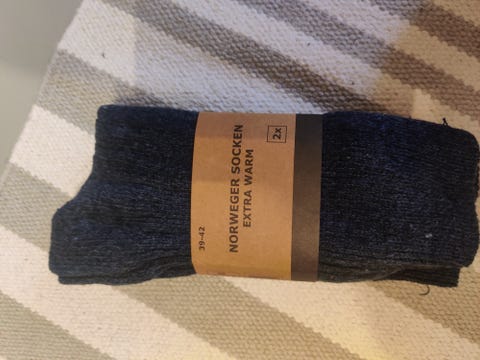 2x
NORWEGER SOCKEN
EXTRA WARM
39-42